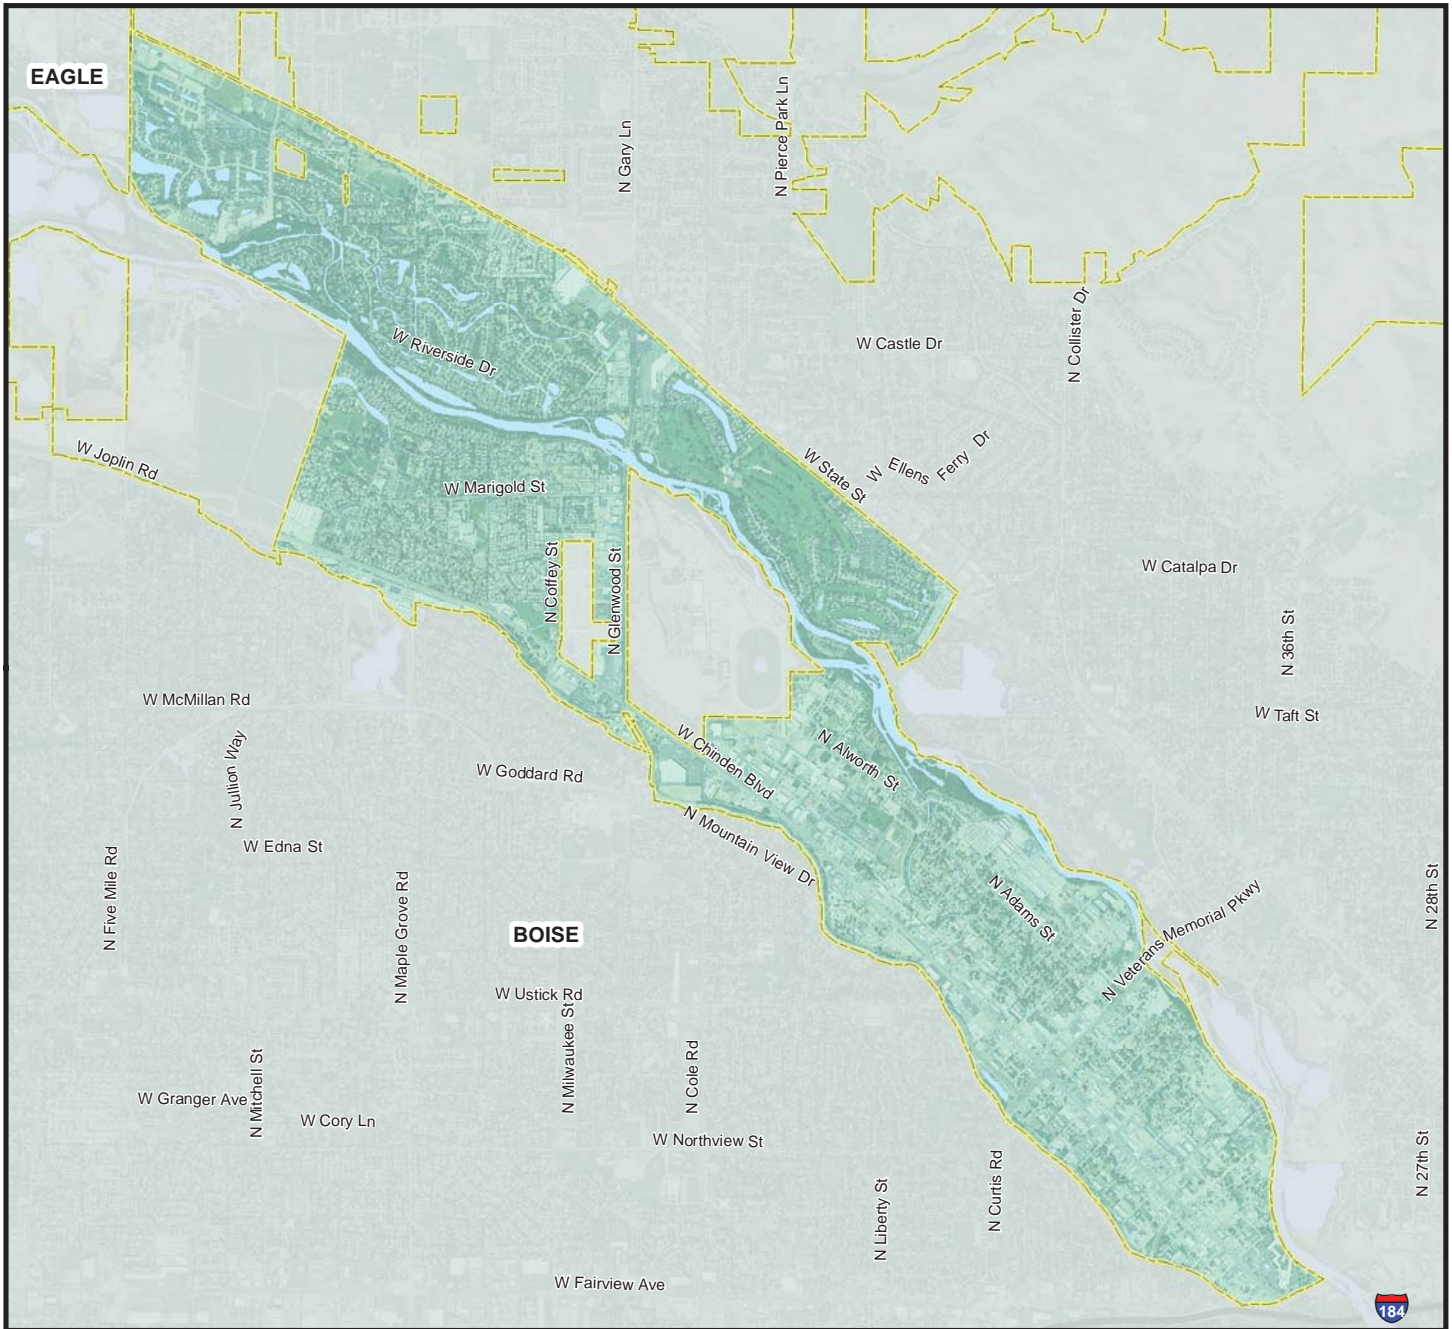 EAGLE
N Gary Ln
N Pierce Park Ln
W Riverside Dr
W Castle Dr
N Collister Dr
W Joplin Rd
W Marigold St
W State St
W Ellens Ferry Dr
N Coffey St
N Glenwood St
W Catalpa Dr
N 36th St
W McMillan Rd
W Taft St
N Jullion Way
W Goddard Rd
W Chinden Blvd
N Alworth St
W Edna St
N Mountain View Dr
N Five Mile Rd
N Maple Grove Rd
N Adams St
N 28th St
BOISE
N Veterans Memorial Pkwy
W Ustick Rd
N Milwaukee St
N Cole Rd
N Mitchell St
W Granger Ave
W Cory Ln
W Northview St
N 27th St
N Liberty St
N Curtis Rd
W Fairview Ave
184